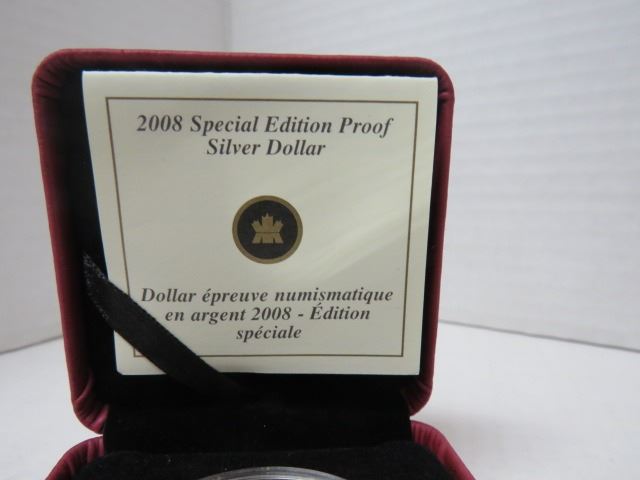 2008 Special Edition Proof
Silver Dollar
Dollar épreuve numismatique
en argent 2008 - Édition
spéciale